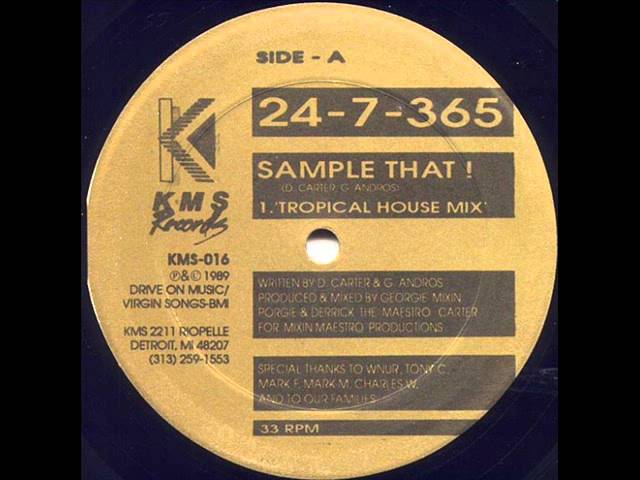 SIDE - A
24-7-365
SAMPLE THAT !
(D. CARTER, G. ANDROS)
1. 'TROPICAL HOUSE MIX'
K
KMS
Records
KMS-016
℗&© 1989
DRIVE ON MUSIC/
VIRGIN SONGS-BMI
KMS 2211 RIOPELLE
DETROIT, MI 48207
(313) 259-1553
WRITTEN BY D. CARTER & G. ANDROS
PRODUCED & MIXED BY GEORGIE MIXIN
PORGIE & DERRICK THE MAESTRO CARTER
FOR MIXIN MAESTRO PRODUCTIONS
SPECIAL THANKS TO WNUR, TONY C.
MARK F, MARK M, CHARLES W.
AND TO OUR FAMILIES
33 RPM